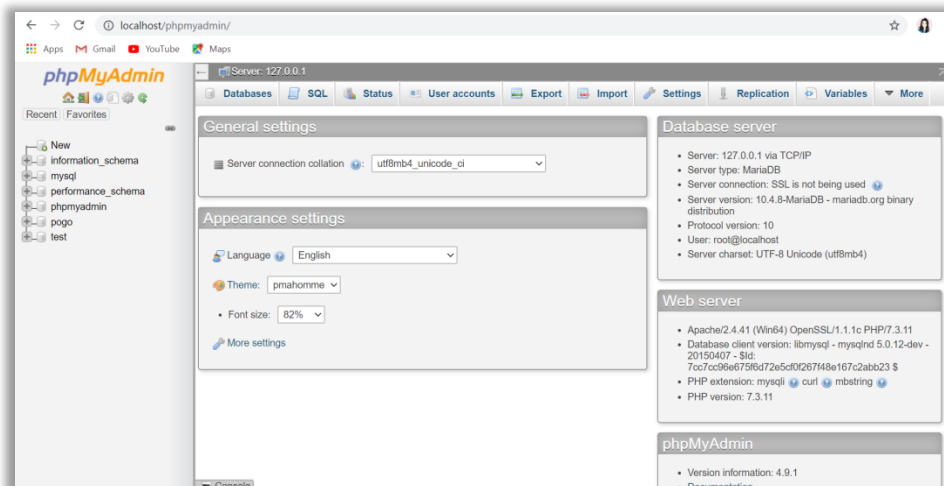 localhost/phpmyadmin/
Apps Gmail YouTube Maps
phpMyAdmin
Recent Favorites
New
information_schema
mysql
performance_schema
phpmyadmin
pogo
test
Server: 127.0.0.1
Databases SQL Status User accounts Export Import Settings Replication Variables More
General settings
Server connection collation : utf8mb4_unicode_ci
Appearance settings
Language English
Theme: pmahomme
• Font size: 82%
More settings
Database server
• Server: 127.0.0.1 via TCP/IP
• Server type: MariaDB
• Server connection: SSL is not being used
• Server version: 10.4.8-MariaDB - mariadb.org binary
distribution
• Protocol version: 10
• User: root@localhost
• Server charset: UTF-8 Unicode (utf8mb4)
Web server
• Apache/2.4.41 (Win64) OpenSSL/1.1.1c PHP/7.3.11
• Database client version: libmysql - mysqlnd 5.0.12-dev -
20150407 - $Id:
7cc7cc96e675f6d72e5cf0f267f48e167c2abb23 $
• PHP extension: mysqli curl mbstring
• PHP version: 7.3.11
phpMyAdmin
• Version information: 4.9.1
• Documentation
Console